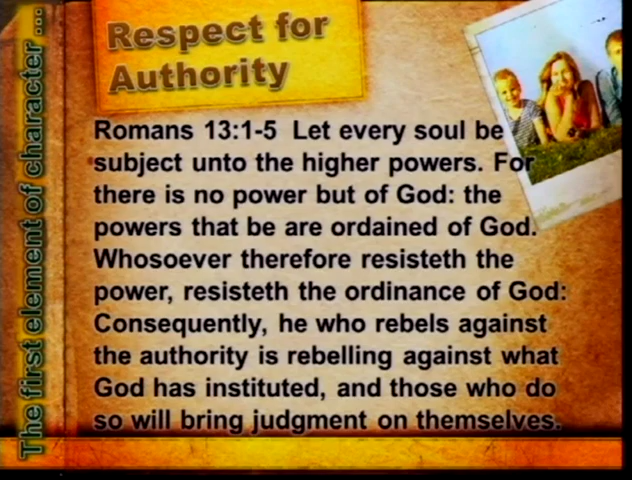 Respect for
Authority
The first element of character ...
Romans 13:1-5 Let every soul be
subject unto the higher powers. For
there is no power but of God: the
powers that be are ordained of God.
Whosoever therefore resisteth the
power, resisteth the ordinance of God:
Consequently, he who rebels against
the authority is rebelling against what
God has instituted, and those who do
so will bring judgment on themselves.